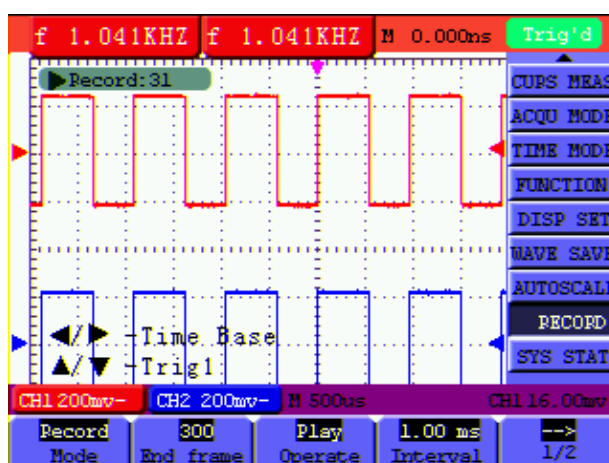 f 1.041KHZ f 1.041KHZ M 0.000ns Trig'd
Record:31
CURS MEAS
ACQU MODE
TIME MODE
FUNCTION
DISP SET
WAVE SAVE
AUTOSCALE
RECORD
SYS STAT
◀/▶ -Time Base
▲/▼ -Trig1
CH1 200mv- CH2 200mv- M 500us CH1 16.00mv
Record 300 Play 1.00 ms -->
Mode End frame Operate Interval 1/2